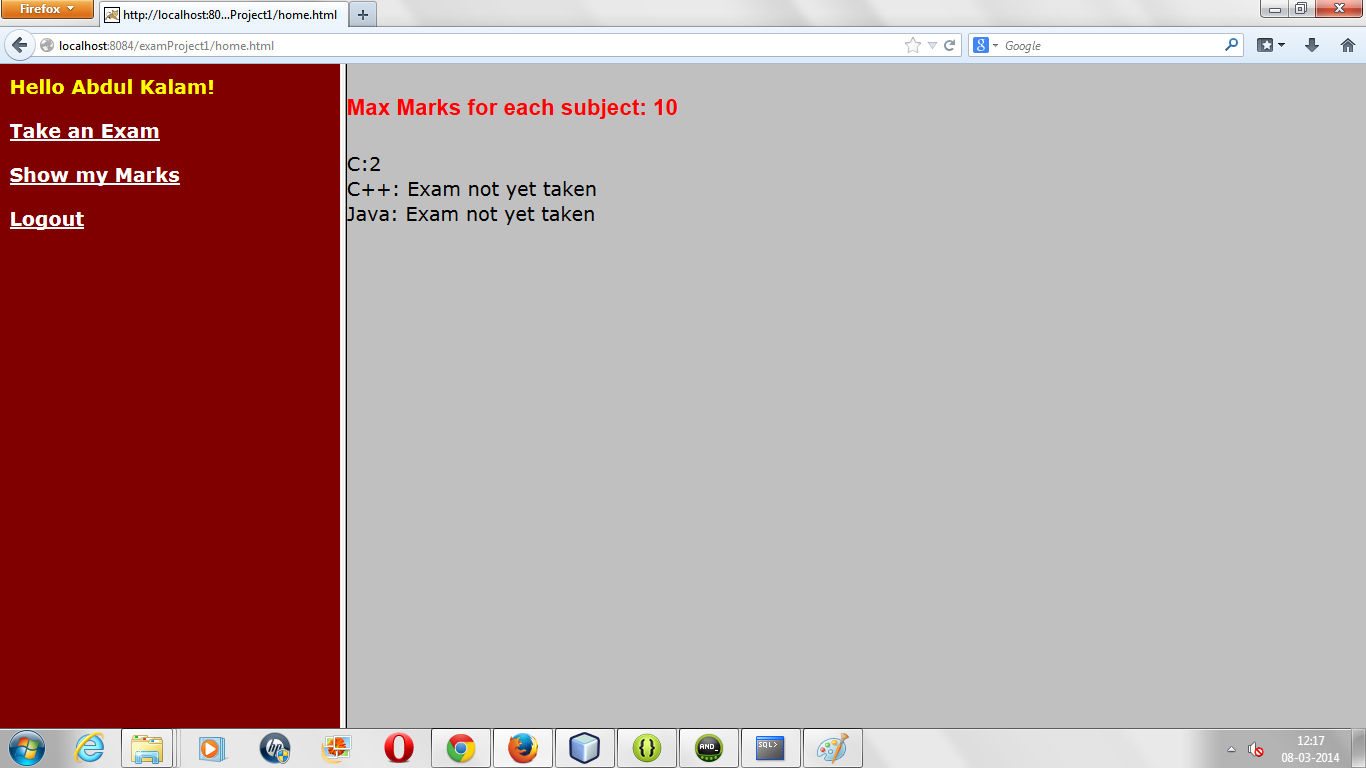 Firefox
http://localhost:80...Project1/home.html
localhost:8084/examProject1/home.html
Google
Hello Abdul Kalam!
Take an Exam
Show my Marks
Logout
Max Marks for each subject: 10
C:2
C++: Exam not yet taken
Java: Exam not yet taken
hp
{}
AND_
SQL>
12:17
08-03-2014